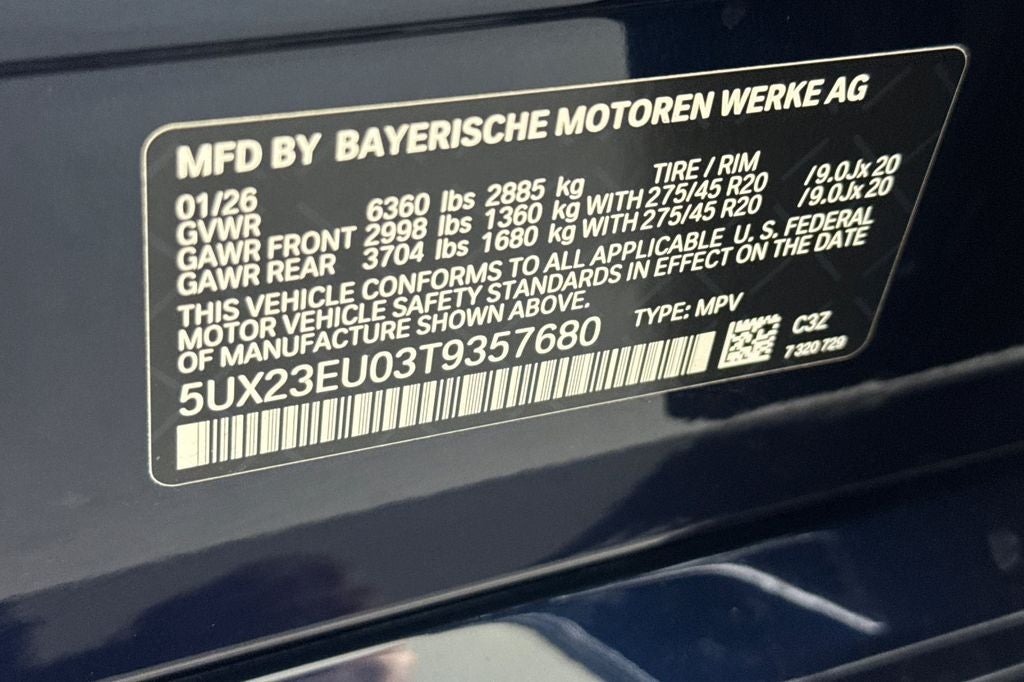 MFD BY BAYERISCHE MOTOREN WERKE AG
01/26 TIRE / RIM
GVWR 6360 lbs 2885 kg
GAWR FRONT 2998 lbs 1360 kg WITH 275/45 R20 /9.0Jx 20
GAWR REAR 3704 lbs 1680 kg WITH 275/45 R20 /9.0Jx 20
THIS VEHICLE CONFORMS TO ALL APPLICABLE U. S. FEDERAL
MOTOR VEHICLE SAFETY STANDARDS IN EFFECT ON THE DATE
OF MANUFACTURE SHOWN ABOVE.
5UX23EU03T9357680 TYPE: MPV
C3Z
7 320 729